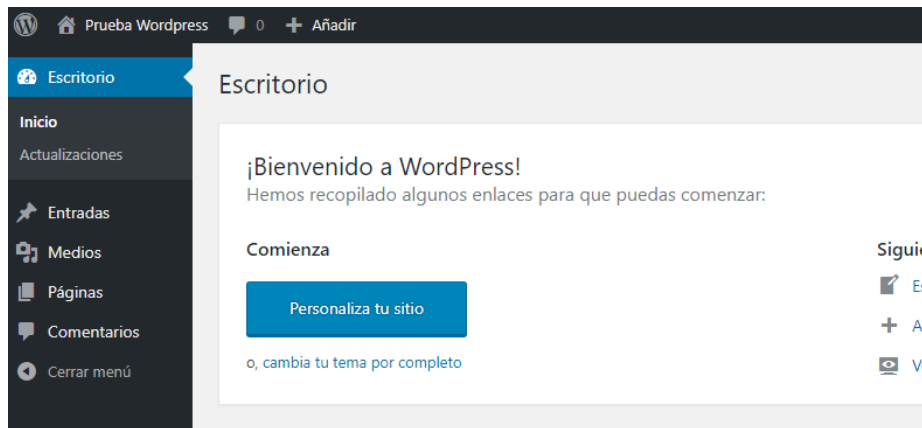 Prueba Wordpress 0 Añadir
Escritorio
Inicio
Actualizaciones
Entradas
Medios
Páginas
Comentarios
Cerrar menú
Escritorio
¡Bienvenido a WordPress!
Hemos recopilado algunos enlaces para que puedas comenzar:
Comienza
Personaliza tu sitio
o, cambia tu tema por completo